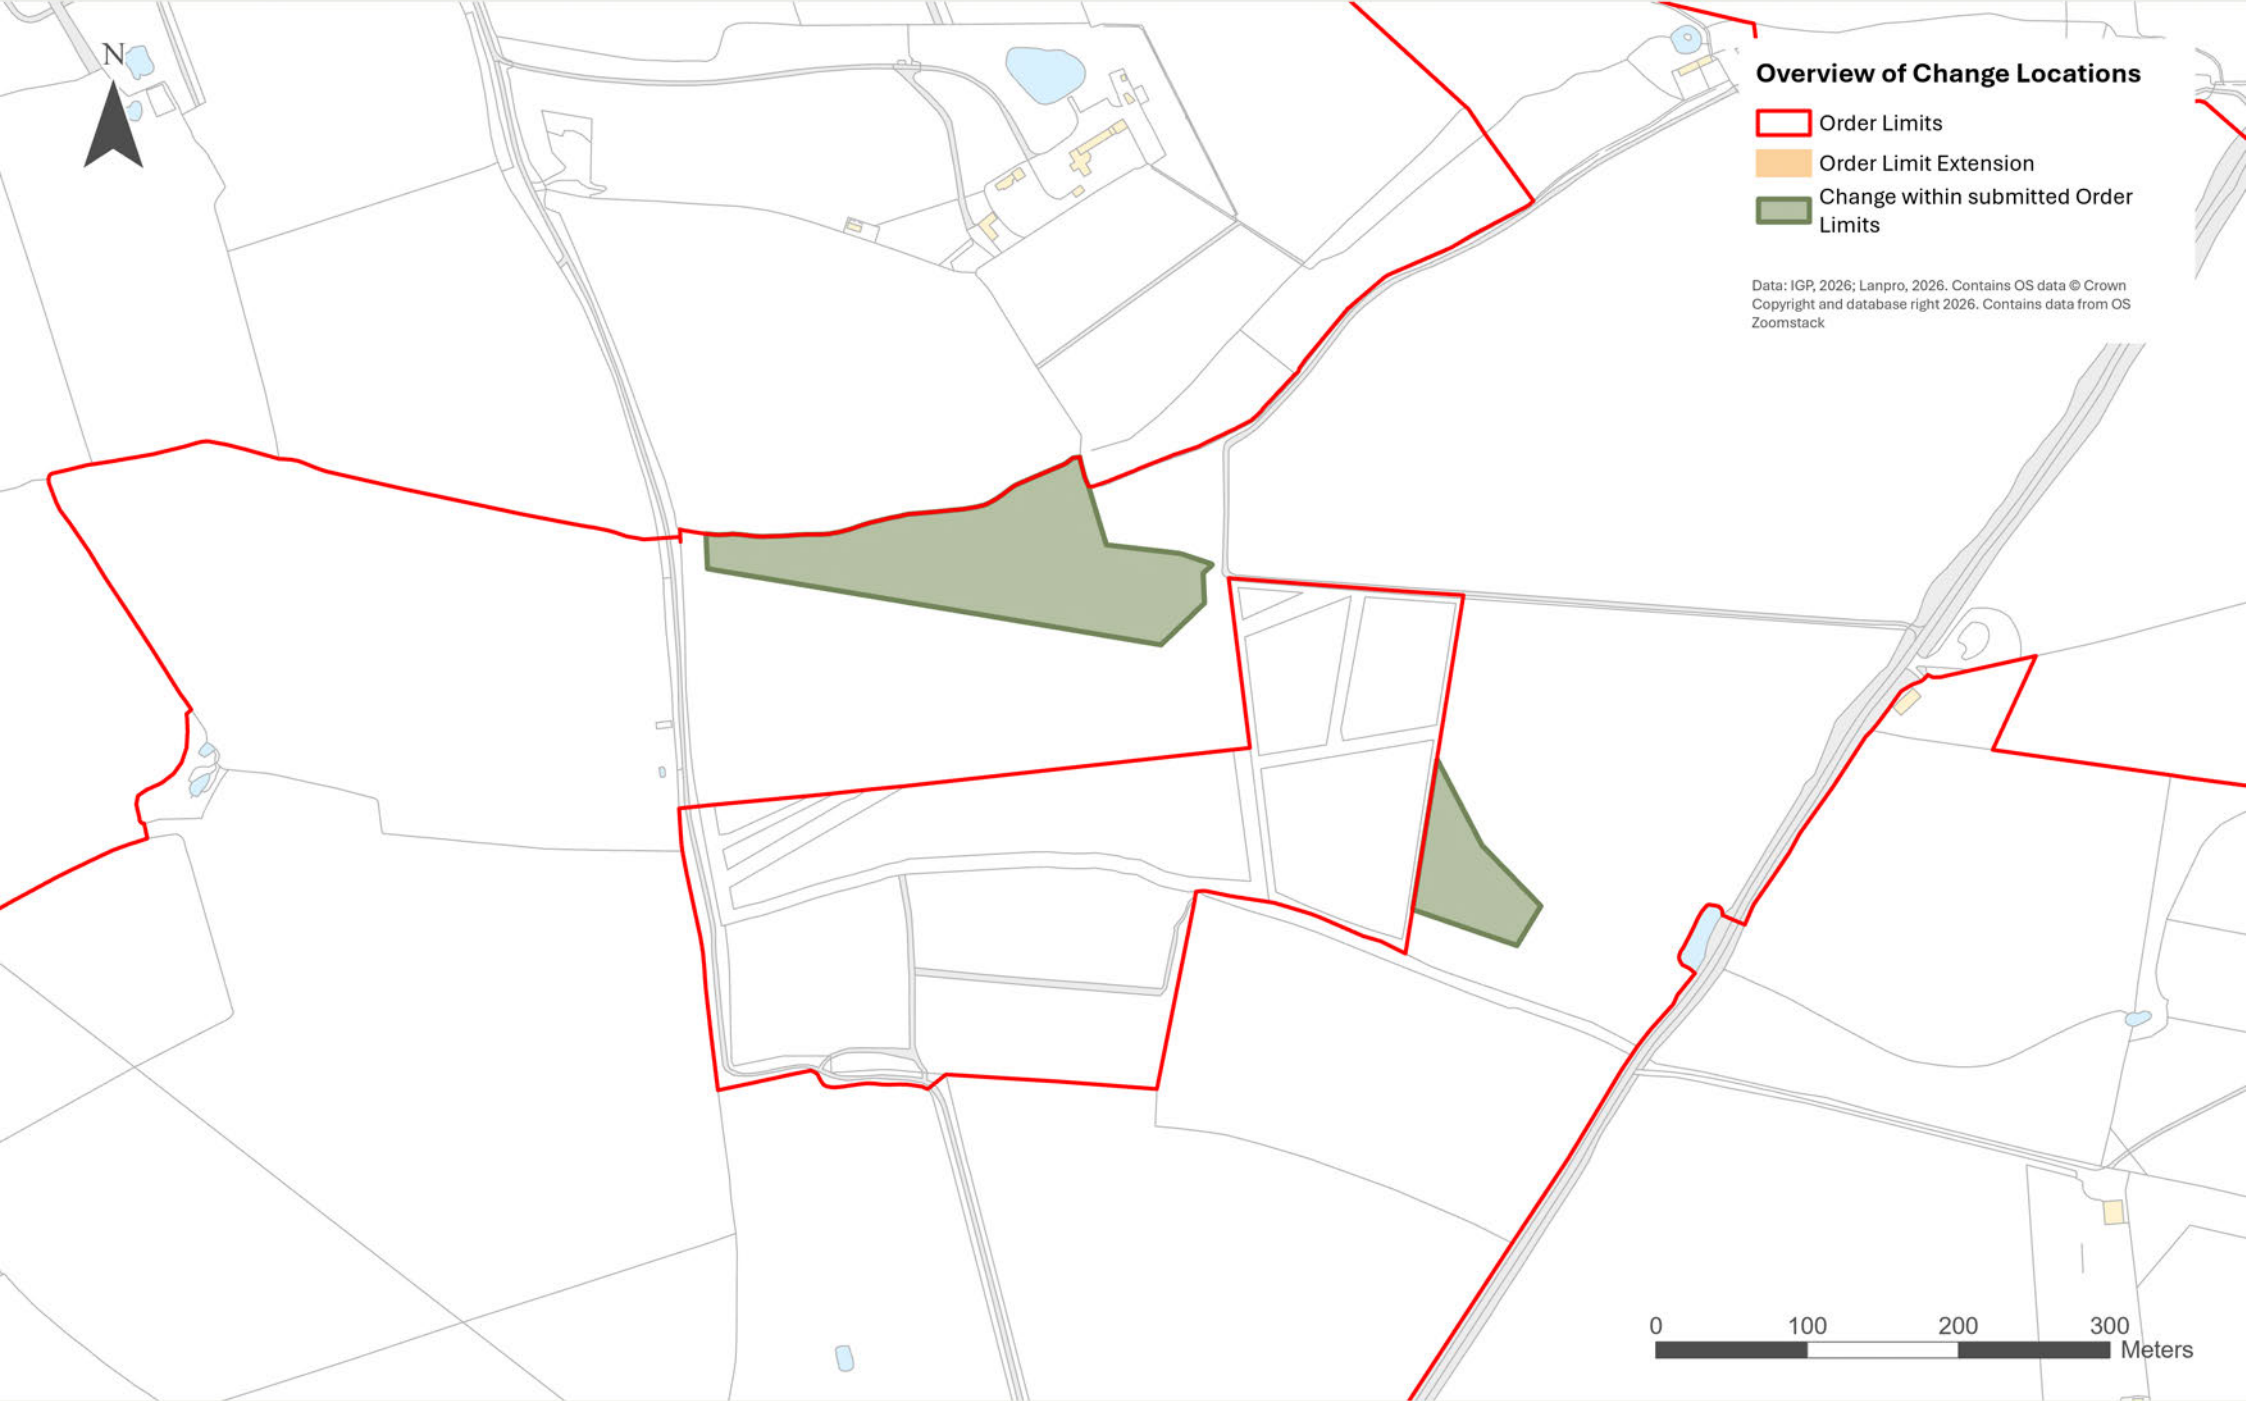 N
Overview of Change Locations
Order Limits
Order Limit Extension
Change within submitted Order
Limits
Data: IGP, 2026; Lanpro, 2026. Contains OS data © Crown
Copyright and database right 2026. Contains data from OS
Zoomstack
0 100 200 300
Meters